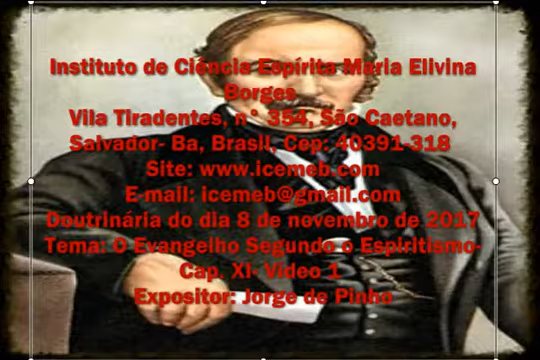 Instituto de Ciência Espírita Maria Elivina
Borges
Vila Tiradentes, n° 354, São Caetano,
Salvador- Ba, Brasil, Cep: 40391-318
Site: www.icemeb.com
E-mail: icemeb@gmail.com
Doutrinária do dia 8 de novembro de 2017
Tema: O Evangelho Segundo o Espiritismo-
Cap. XI- Vídeo 1
Expositor: Jorge de Pinho